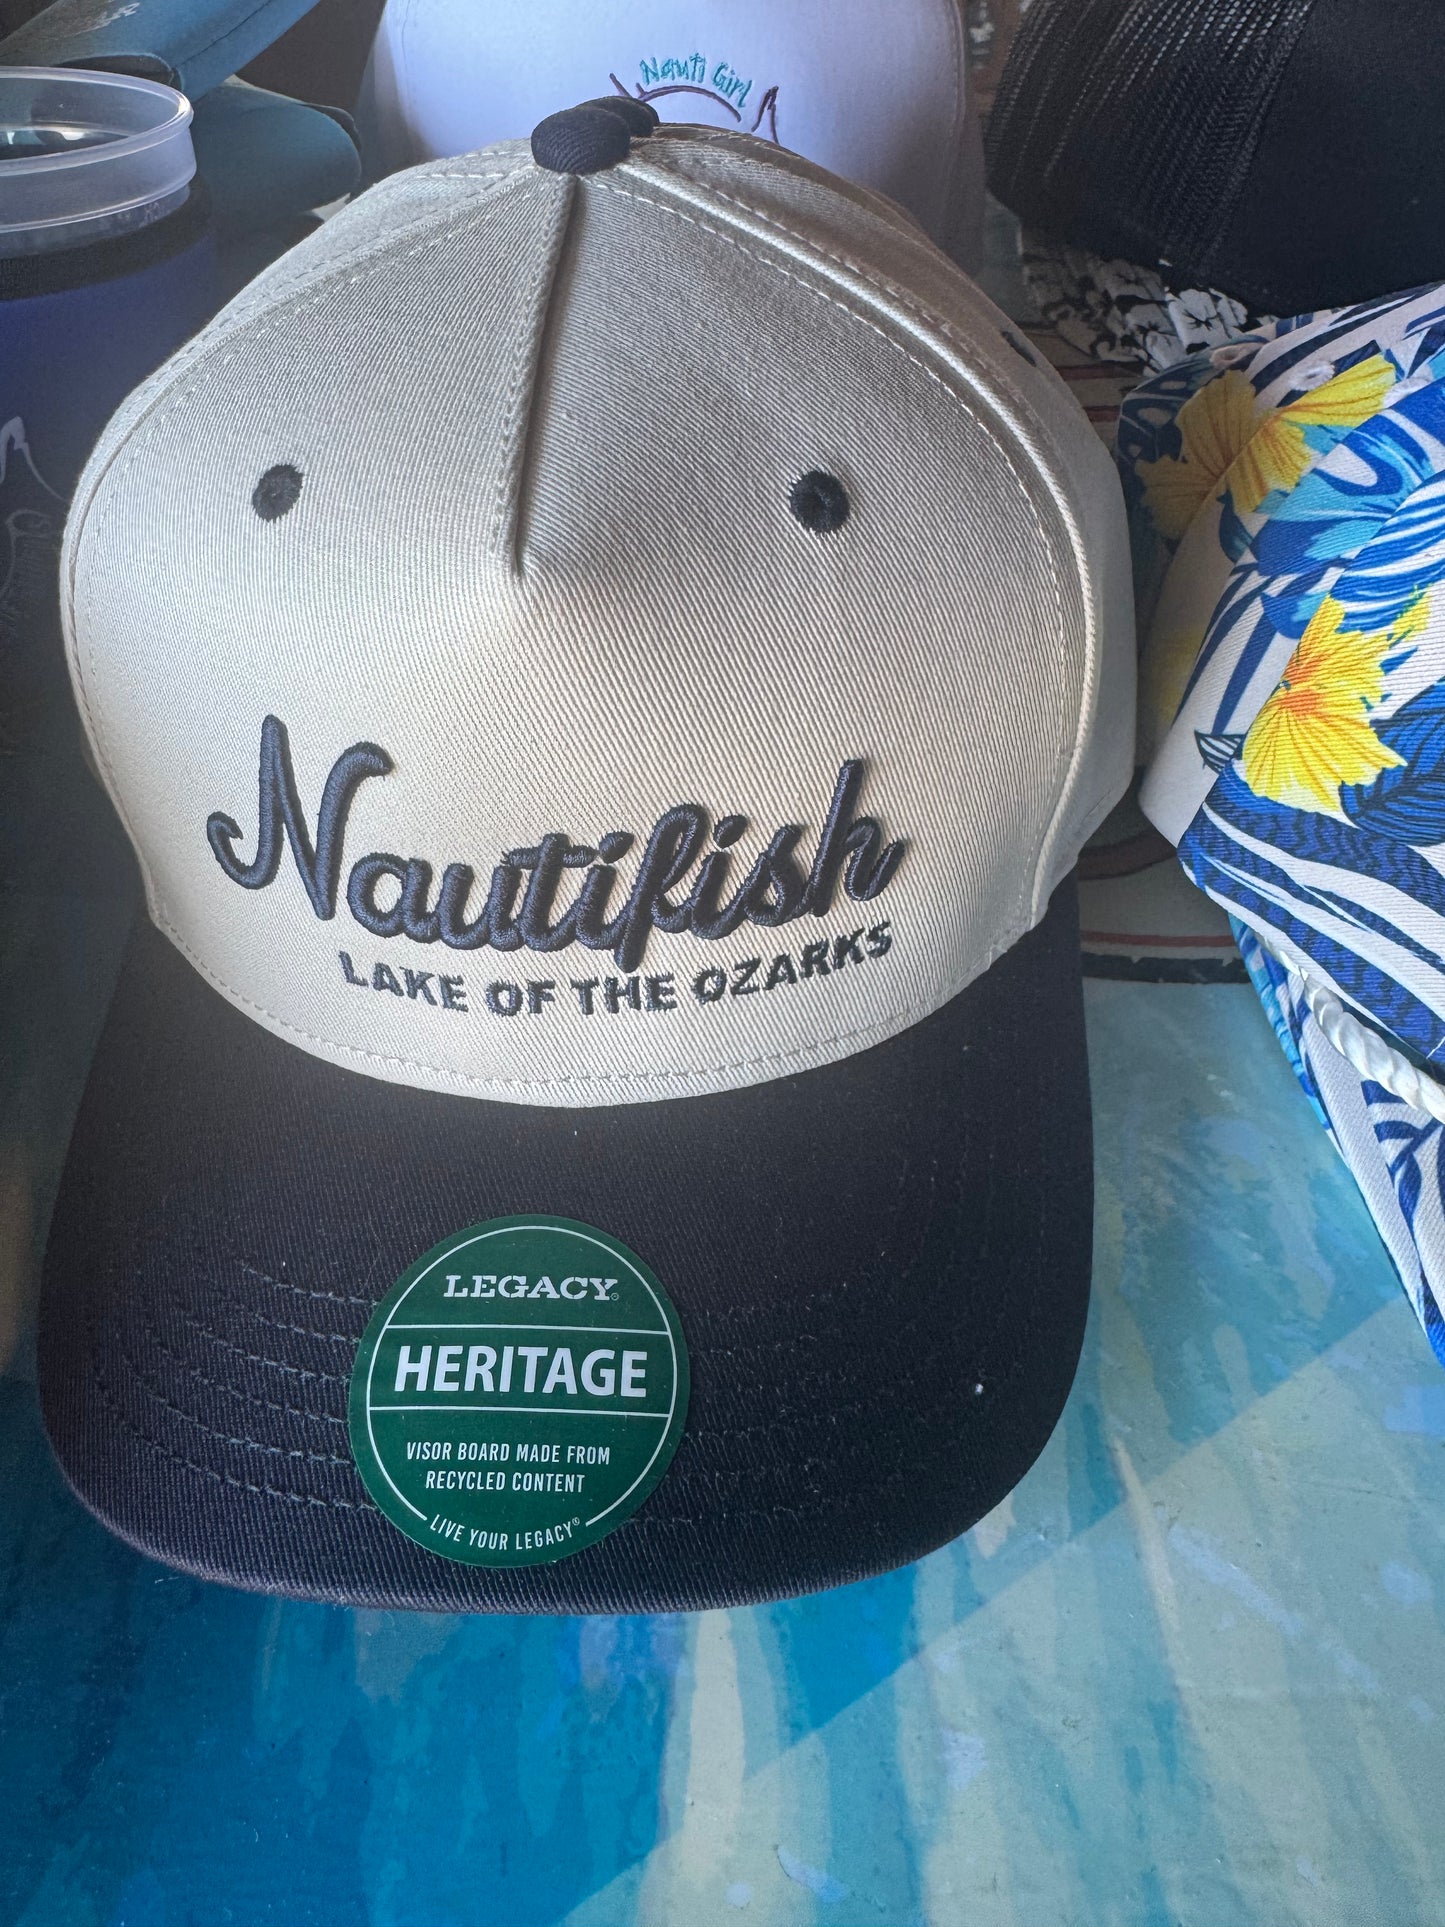 Nauti Girl
Nautifish
LAKE OF THE OZARKS
LEGACY®
HERITAGE
VISOR BOARD MADE FROM
RECYCLED CONTENT
LIVE YOUR LEGACY®